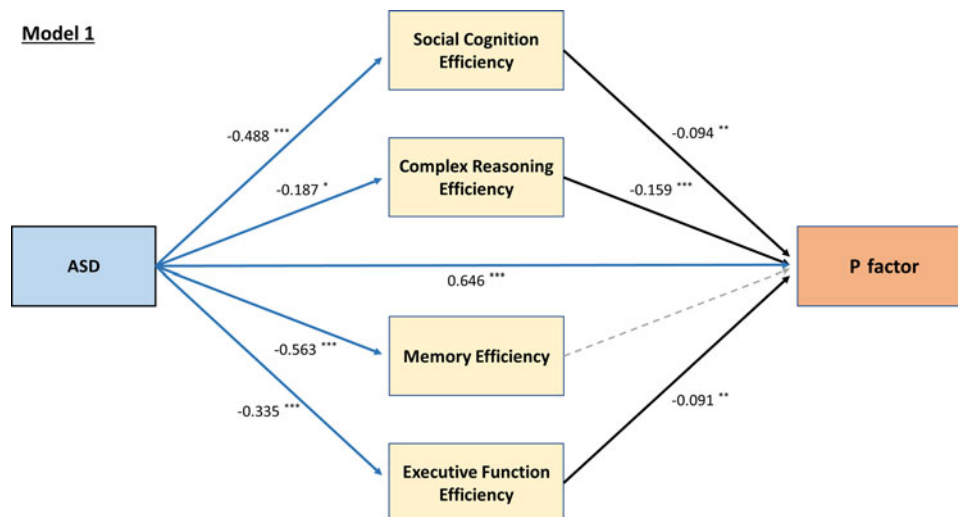 Model 1
Social Cognition
Efficiency
-0.488 ***
-0.094 **
Complex Reasoning
Efficiency
-0.187 *
-0.159 ***
ASD
0.646 ***
P factor
Memory Efficiency
-0.563 ***
-0.335 ***
-0.091 **
Executive Function
Efficiency